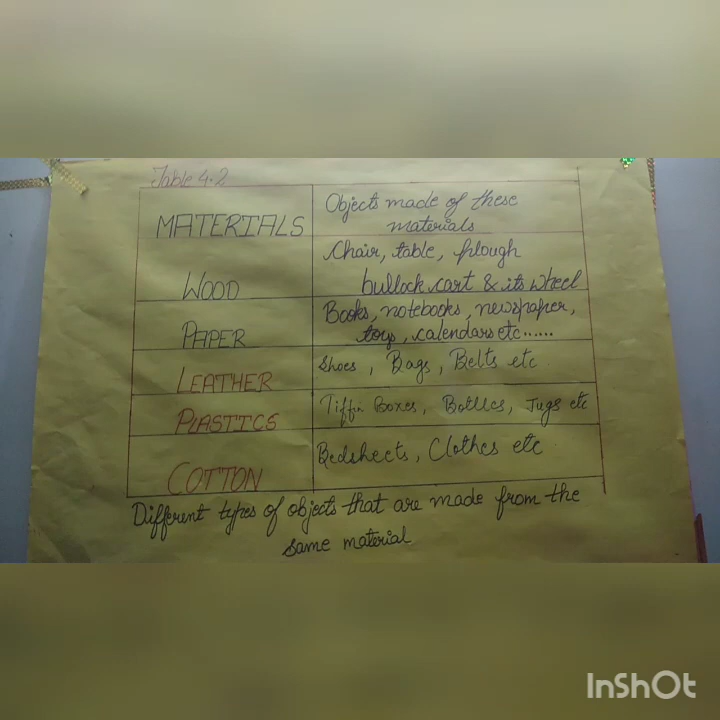 Table 4.2
MATERIALS
Objects made of these
materials
WOOD
Chair, table, plough
bullock cart & its wheel
PAPER
Books, notebooks, newspaper,
toys, calendars etc......
LEATHER
Shoes, Bags, Belts etc
PLASTICS
Tiffin Boxes, Bottles, Jugs etc
COTTON
Bedsheets, Clothes etc
Different types of objects that are made from the
same material
InShOt